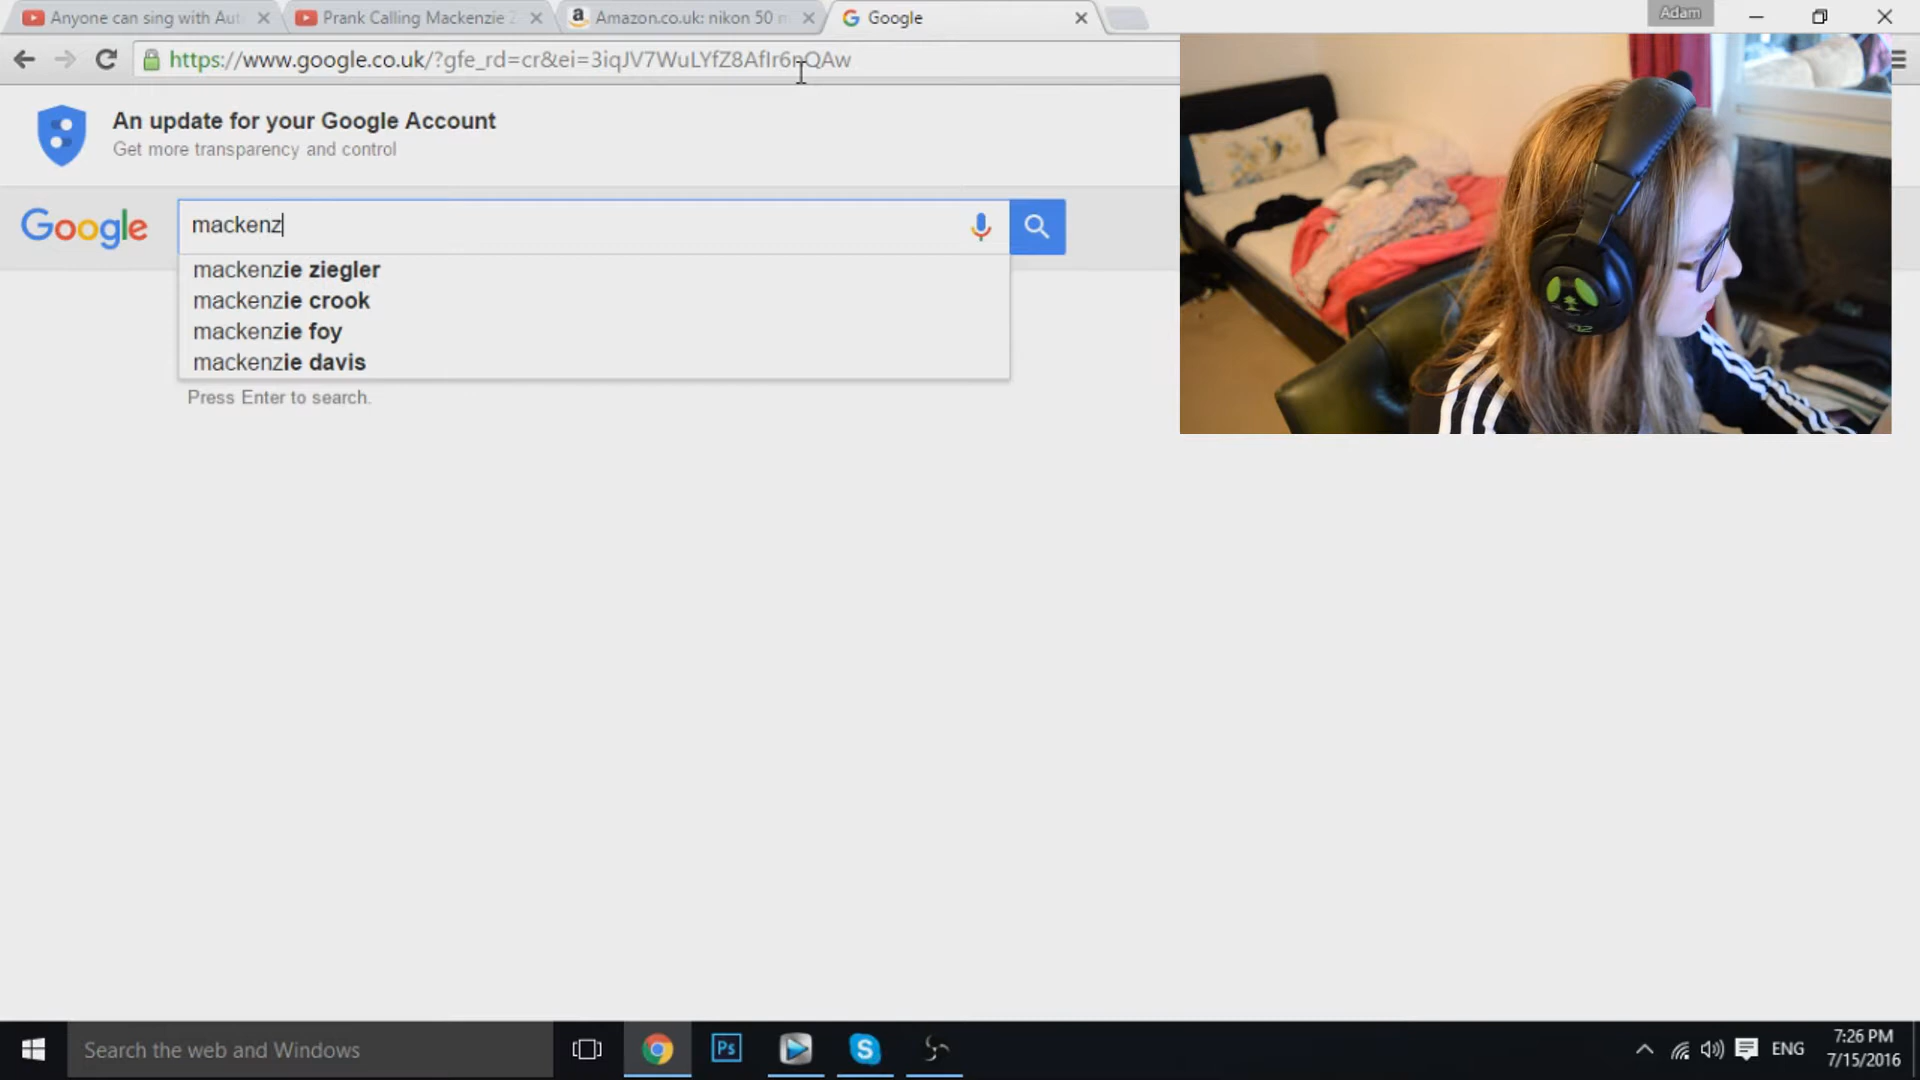 Anyone can sing with Aut
Prank Calling Mackenzie Z
Amazon.co.uk: nikon 50 m
Google
Adam
https://www.google.co.uk/?gfe_rd=cr&ei=3iqJV7WuLYfZ8AfIr6nQAw
An update for your Google Account
Get more transparency and control
Google
mackenz
mackenzie ziegler
mackenzie crook
mackenzie foy
mackenzie davis
Press Enter to search.
Search the web and Windows
Ps
ENG
7:26 PM
7/15/2016